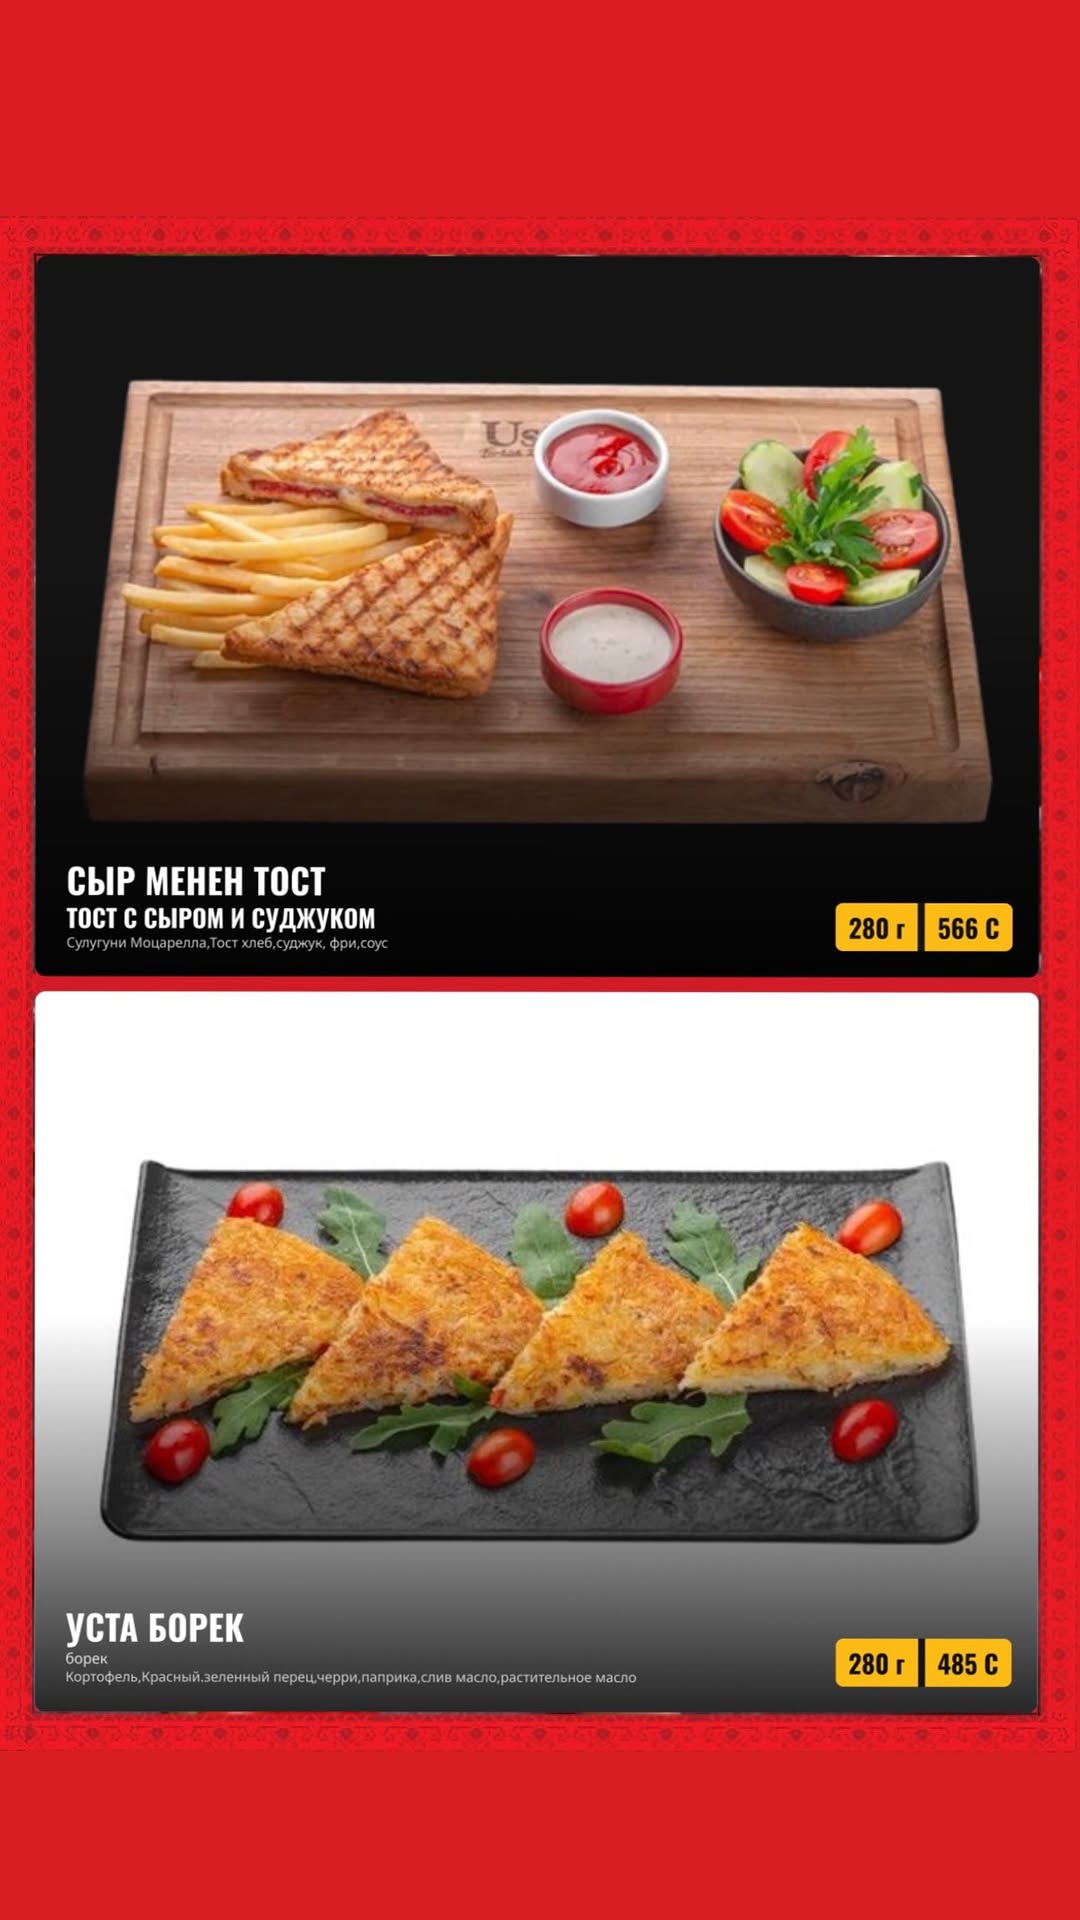 Us
СЫР МЕНЕН ТОСТ
ТОСТ С СЫРОМ И СУДЖУКОМ
Сулугуни Моцарелла,Тост хлеб,суджук, фри,соус
280 г 566 С
УСТА БОРЕК
борек
Кортофель,Красный.зеленный перец,черри,паприка,слив масло,растительное масло
280 г 485 С